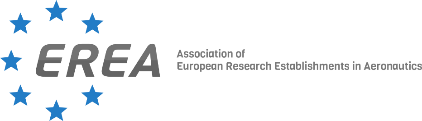 EREA
Association of
European Research Establishments in Aeronautics